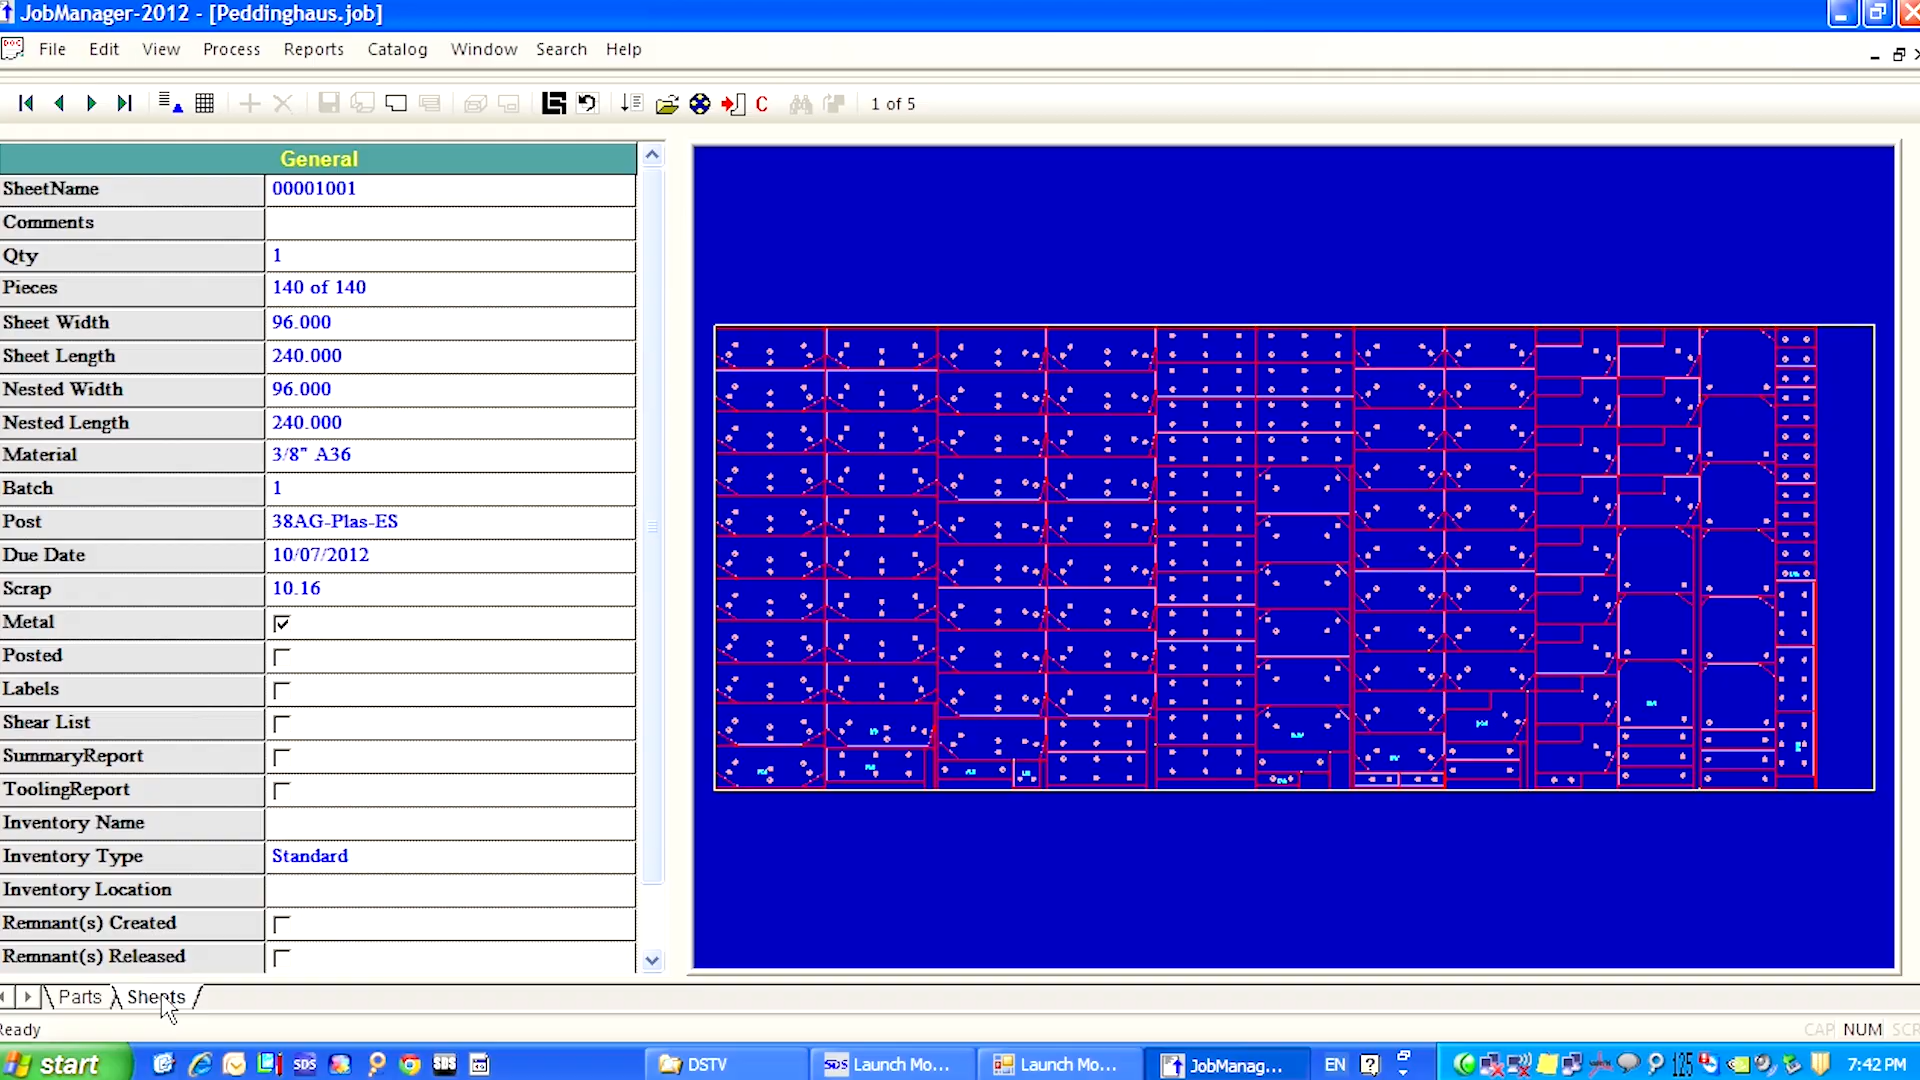 JobManager-2012 - [Peddinghaus.job]
File Edit View Process Reports Catalog Window Search Help
C 1 of 5
General
SheetName 00001001
Comments
Qty 1
Pieces 140 of 140
Sheet Width 96.000
Sheet Length 240.000
Nested Width 96.000
Nested Length 240.000
Material 3/8" A36
Batch 1
Post 38AG-Plas-ES
Due Date 10/07/2012
Scrap 10.16
Metal
Posted
Labels
Shear List
SummaryReport
ToolingReport
Inventory Name
Inventory Type Standard
Inventory Location
Remnant(s) Created
Remnant(s) Released
Parts Sheets
Ready CAP NUM SCR
start SDS DSTV SDS Launch Mo... Launch Mo... JobManag... EN 125 7:42 PM